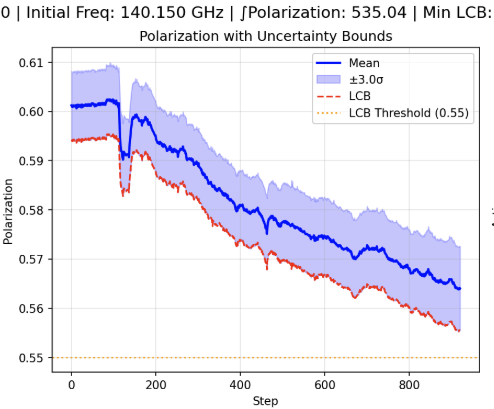 0 | Initial Freq: 140.150 GHz | ∫Polarization: 535.04 | Min LCB:
Polarization with Uncertainty Bounds
Mean
±3.0σ
LCB
LCB Threshold (0.55)
Polarization
0.61
0.60
0.59
0.58
0.57
0.56
0.55
0
200
400
600
800
Step